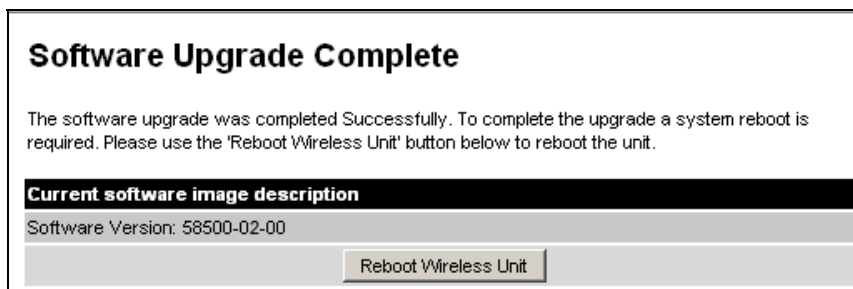 Software Upgrade Complete
The software upgrade was completed Successfully. To complete the upgrade a system reboot is
required. Please use the 'Reboot Wireless Unit' button below to reboot the unit.
Current software image description
Software Version: 58500-02-00
Reboot Wireless Unit